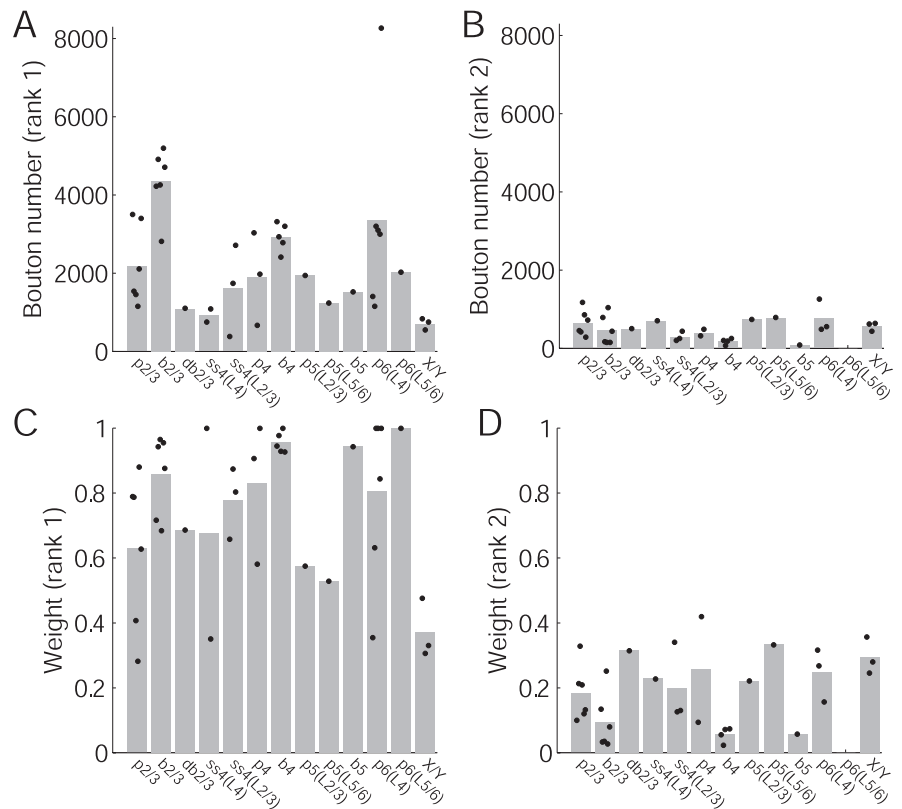 A
Bouton number (rank 1)
8000
6000
4000
2000
0
p2/3
b2/3
db2/3
ss4(L4)
ss4(L2/3)
p4
b4
p5(L2/3)
p5(L5/6)
b5
p6(L4)
p6(L5/6)
X/Y
B
Bouton number (rank 2)
8000
6000
4000
2000
0
p2/3
b2/3
db2/3
ss4(L4)
ss4(L2/3)
p4
b4
p5(L2/3)
p5(L5/6)
b5
p6(L4)
p6(L5/6)
X/Y
C
Weight (rank 1)
1
0.8
0.6
0.4
0.2
0
p2/3
b2/3
db2/3
ss4(L4)
ss4(L2/3)
p4
b4
p5(L2/3)
p5(L5/6)
b5
p6(L4)
p6(L5/6)
X/Y
D
Weight (rank 2)
1
0.8
0.6
0.4
0.2
0
p2/3
b2/3
db2/3
ss4(L4)
ss4(L2/3)
p4
b4
p5(L2/3)
p5(L5/6)
b5
p6(L4)
p6(L5/6)
X/Y